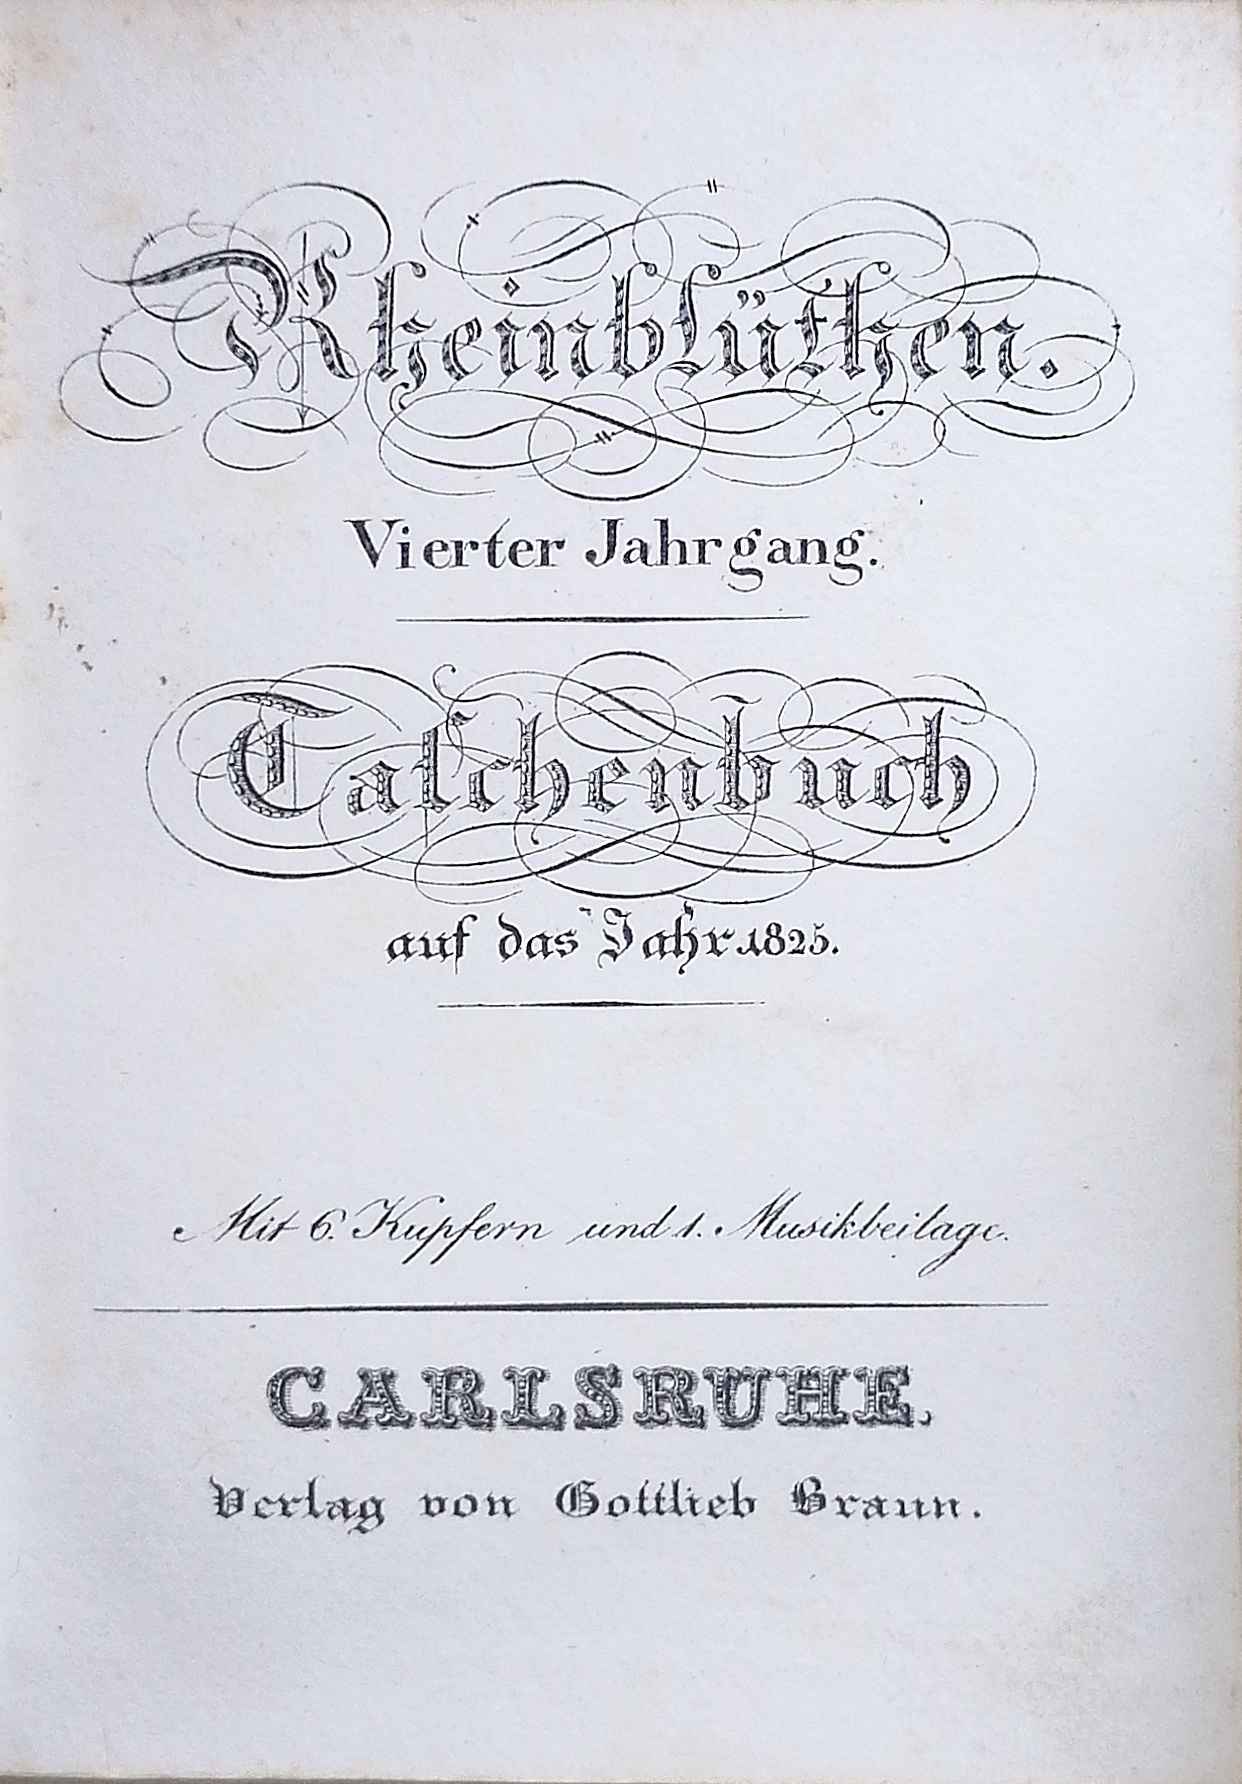 Rheinblüthen.
Vierter Jahrgang.
Taſchenbuch
auf das Jahr 1825.
Mit 6. Kupfern und 1. Musikbeilage.
CARLSRUHE,
Verlag von Gottlieb Braun.